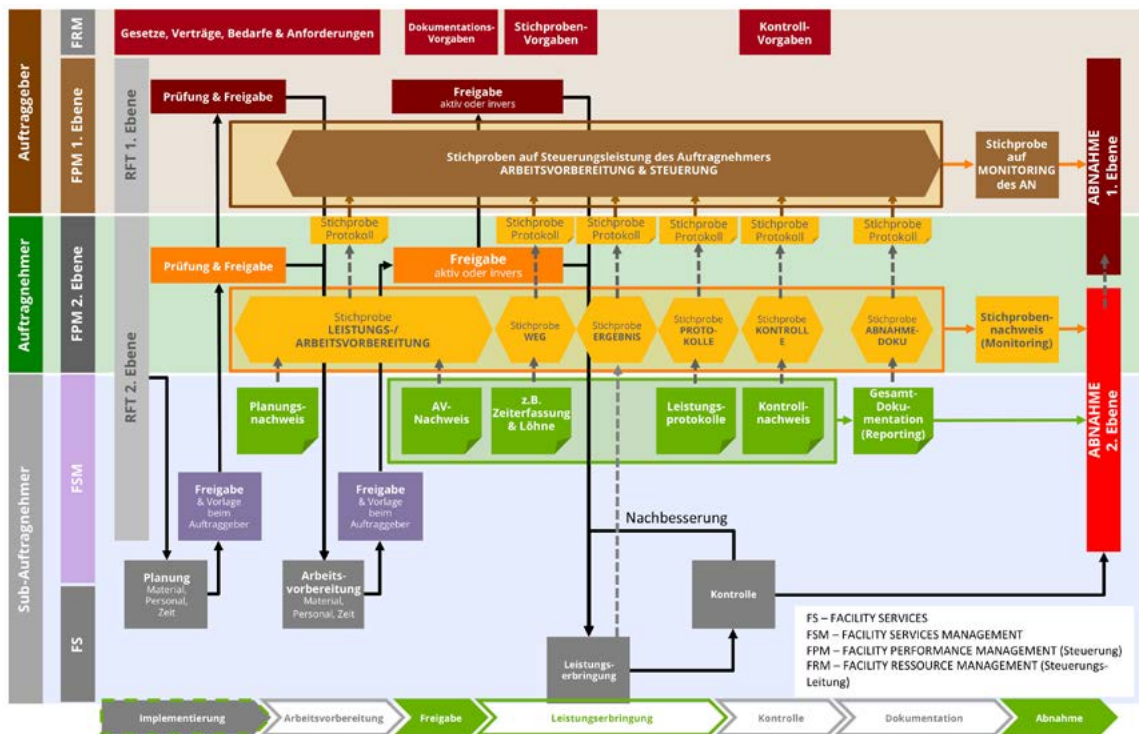 Auftraggeber
FRM
Gesetze, Verträge, Bedarfe & Anforderungen
Dokumentations-
Vorgaben
Stichproben-
Vorgaben
Kontroll-
Vorgaben
FPM 1. Ebene
RFT 1. Ebene
Prüfung & Freigabe
Freigabe
aktiv oder invers
Stichproben auf Steuerungsleistung des Auftragnehmers
ARBEITSVORBEREITUNG & STEUERUNG
Stichprobe
auf
MONITORING
des AN
ABNAHME
1. Ebene
Auftragnehmer
FPM 2. Ebene
RFT 2. Ebene
Stichprobe
Protokoll
Stichprobe
Protokoll
Stichprobe
Protokoll
Stichprobe
Protokoll
Stichprobe
Protokoll
Stichprobe
Protokoll
Prüfung & Freigabe
Freigabe
aktiv oder invers
Stichprobe
LEISTUNGS-/
ARBEITSVORBEREITUNG
Stichprobe
WEG
Stichprobe
ERGEBNIS
Stichprobe
PROTO-
KOLLE
Stichprobe
KONTROLL
E
Stichprobe
ABNAHME-
DOKU
Stichproben-
nachweis
(Monitoring)
ABNAHME
2. Ebene
Sub-Auftragnehmer
FSM
Planungs-
nachweis
AV-
Nachweis
z.B.
Zeiterfassung
& Löhne
Leistungs-
protokolle
Kontroll-
nachweis
Gesamt-
Doku-
mentation
(Reporting)
Freigabe
& Vorlage
beim
Auftraggeber
Freigabe
& Vorlage
beim
Auftraggeber
Nachbesserung
FS
Planung
Material,
Personal,
Zeit
Arbeits-
vorbereitung
Material,
Personal, Zeit
Kontrolle
Leistungs-
erbringung
FS – FACILITY SERVICES
FSM – FACILITY SERVICES MANAGEMENT
FPM – FACILITY PERFORMANCE MANAGEMENT (Steuerung)
FRM – FACILITY RESSOURCE MANAGEMENT (Steuerungs-
Leitung)
Implementierung
Arbeitsvorbereitung
Freigabe
Leistungserbringung
Kontrolle
Dokumentation
Abnahme